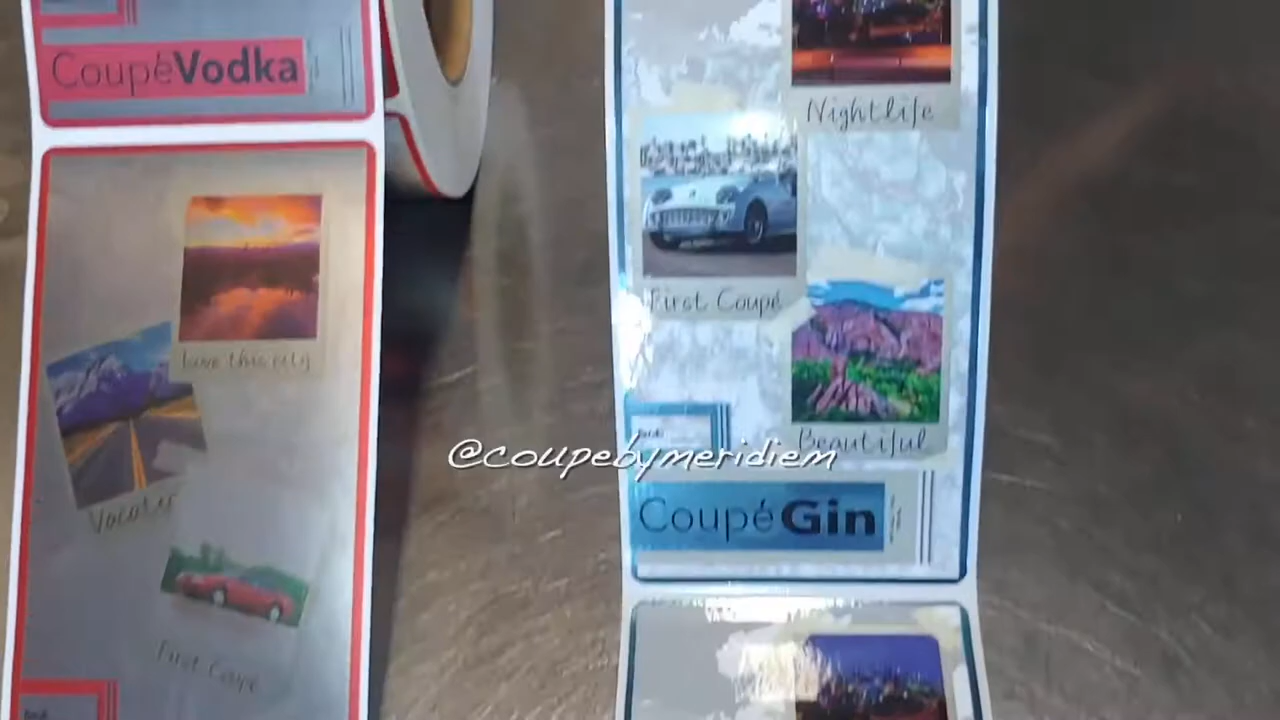 CoupéVodka
Love this city
First Coupé
Nightlife
First Coupé
Beautiful
@coupebymeridiem
CoupéGin